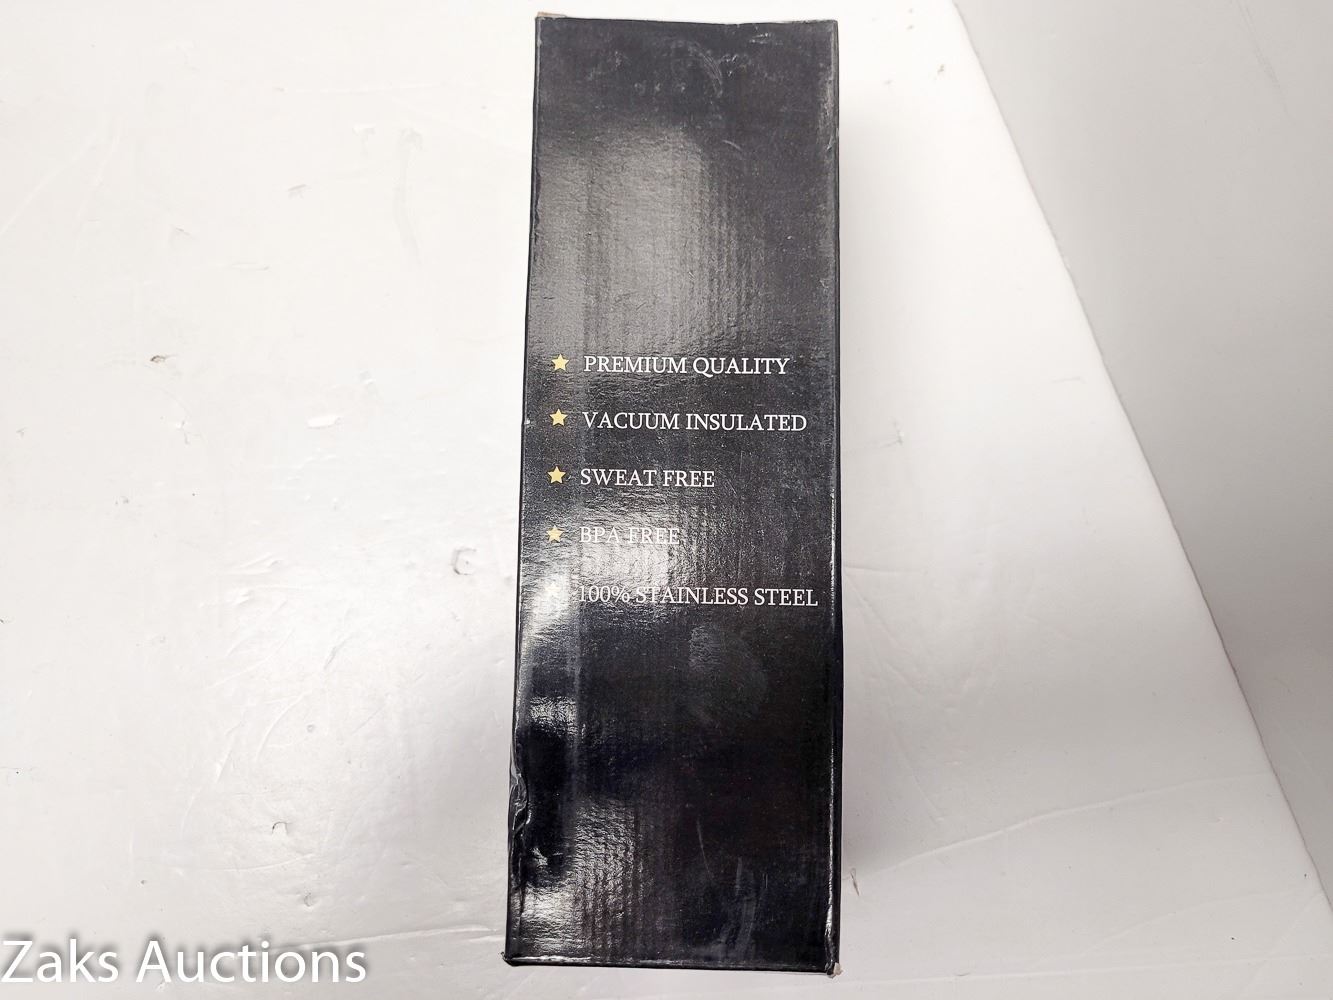 PREMIUM QUALITY
VACUUM INSULATED
SWEAT FREE
BPA FREE
100% STAINLESS STEEL
Zaks Auctions